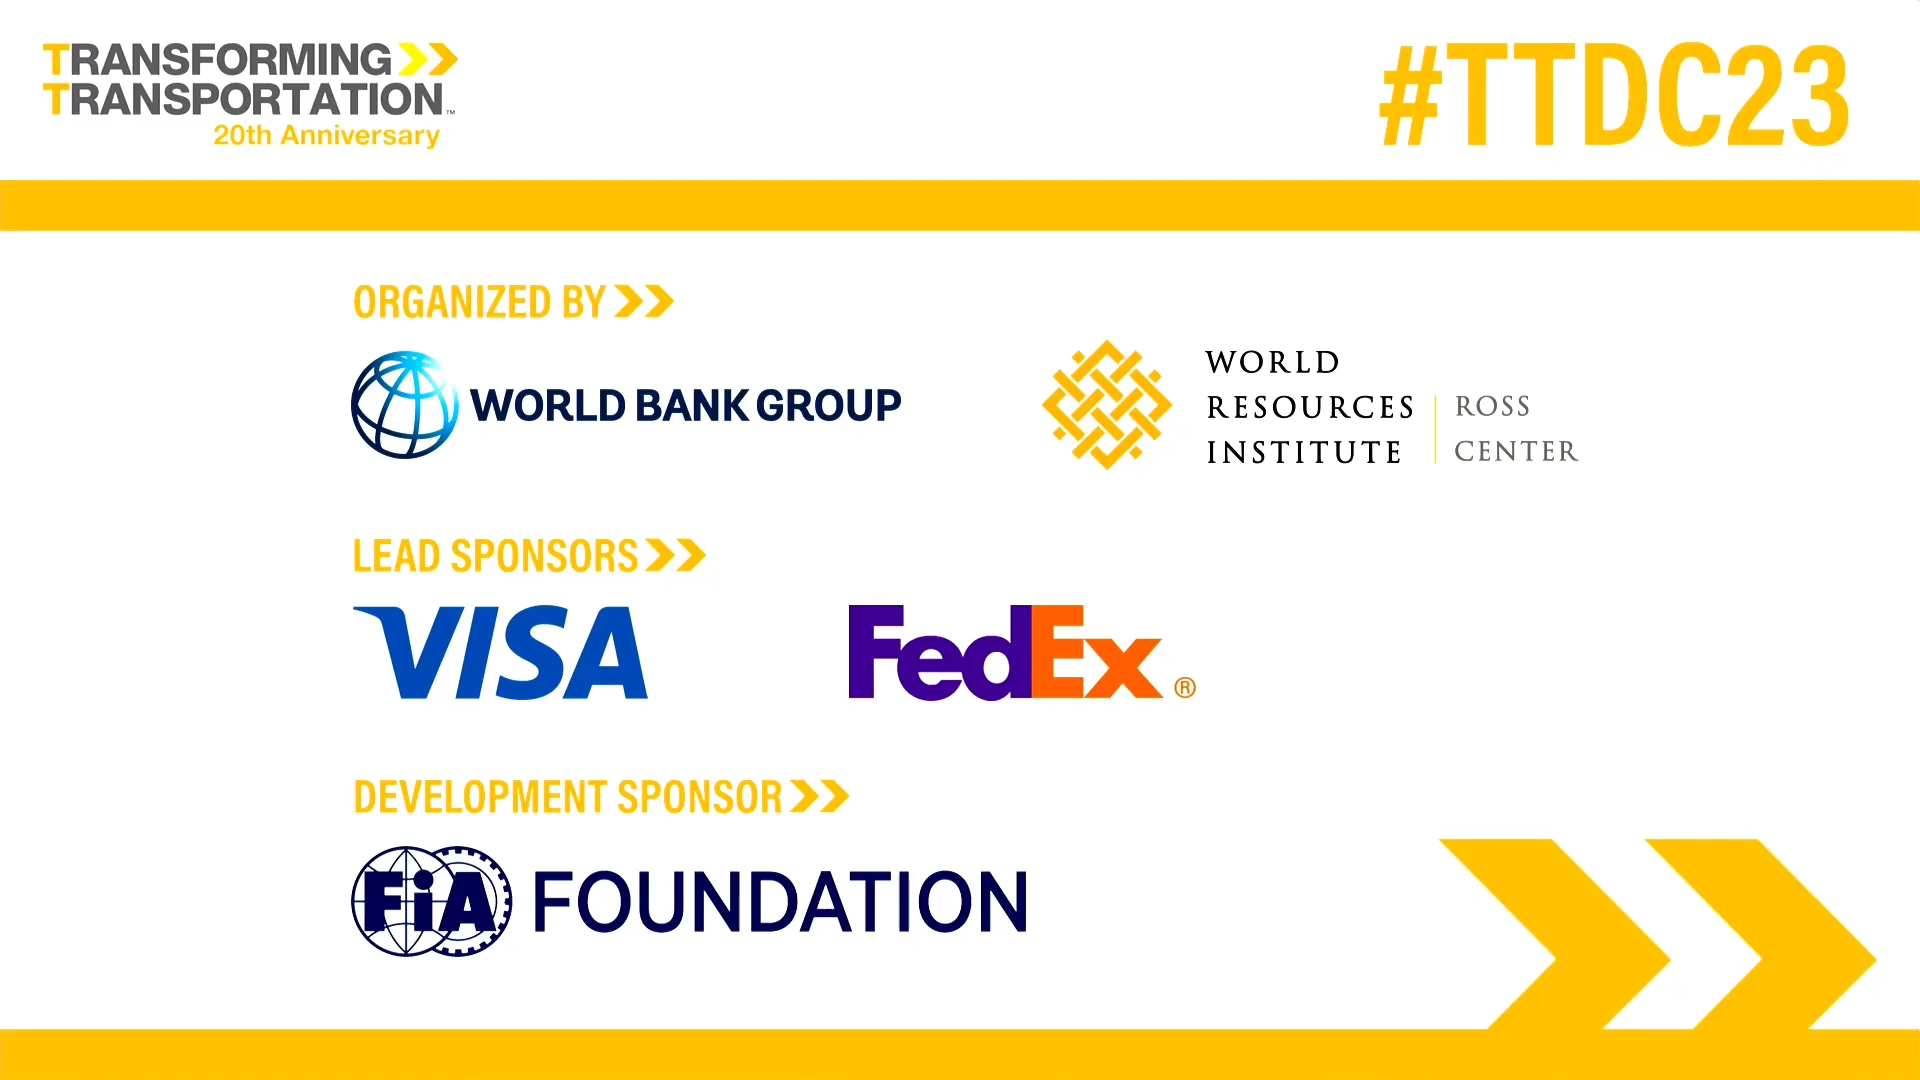 TRANSFORMING
TRANSPORTATION™
20th Anniversary
#TTDC23
ORGANIZED BY
WORLD BANK GROUP
WORLD
RESOURCES
INSTITUTE
ROSS
CENTER
LEAD SPONSORS
VISA
FedEx®
DEVELOPMENT SPONSOR
FiA FOUNDATION